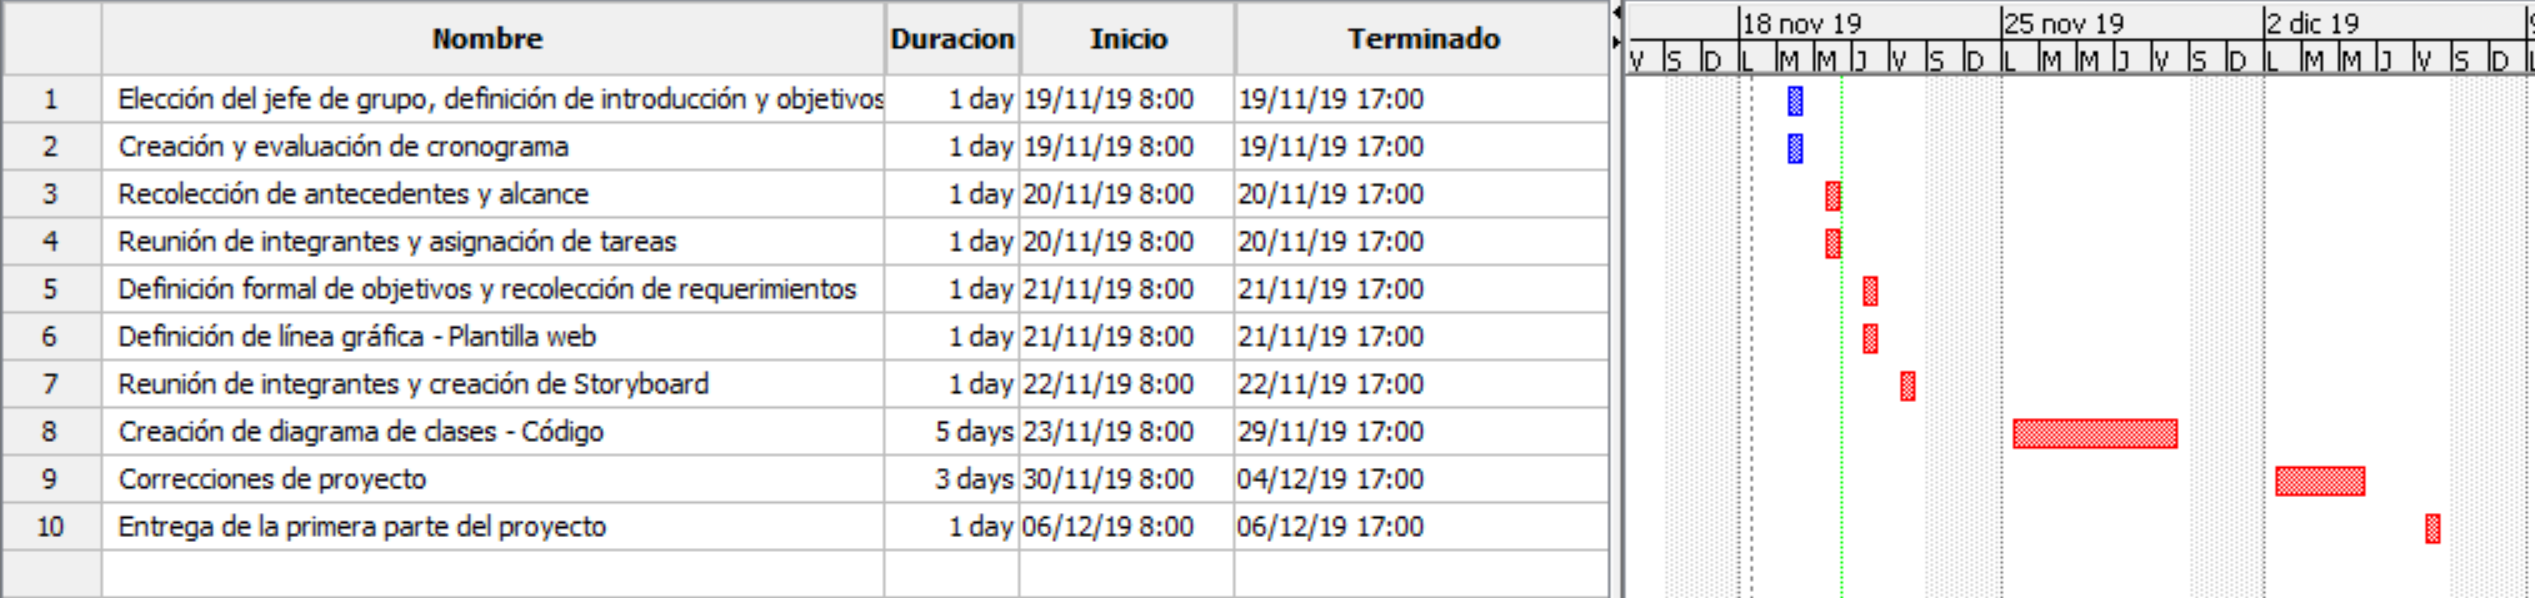 Nombre Duracion Inicio Terminado
18 nov 19 25 nov 19 2 dic 19
V S D L M M J V S D L M M J V S D L M M J V S D
1 Elección del jefe de grupo, definición de introducción y objetivos 1 day 19/11/19 8:00 19/11/19 17:00
2 Creación y evaluación de cronograma 1 day 19/11/19 8:00 19/11/19 17:00
3 Recolección de antecedentes y alcance 1 day 20/11/19 8:00 20/11/19 17:00
4 Reunión de integrantes y asignación de tareas 1 day 20/11/19 8:00 20/11/19 17:00
5 Definición formal de objetivos y recolección de requerimientos 1 day 21/11/19 8:00 21/11/19 17:00
6 Definición de línea gráfica - Plantilla web 1 day 21/11/19 8:00 21/11/19 17:00
7 Reunión de integrantes y creación de Storyboard 1 day 22/11/19 8:00 22/11/19 17:00
8 Creación de diagrama de clases - Código 5 days 23/11/19 8:00 29/11/19 17:00
9 Correcciones de proyecto 3 days 30/11/19 8:00 04/12/19 17:00
10 Entrega de la primera parte del proyecto 1 day 06/12/19 8:00 06/12/19 17:00